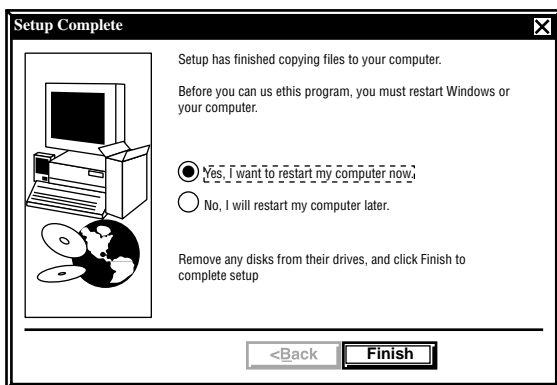 Setup Complete
Setup has finished copying files to your computer.
Before you can us ethis program, you must restart Windows or
your computer.
Yes, I want to restart my computer now.
No, I will restart my computer later.
Remove any disks from their drives, and click Finish to
complete setup
<Back
Finish